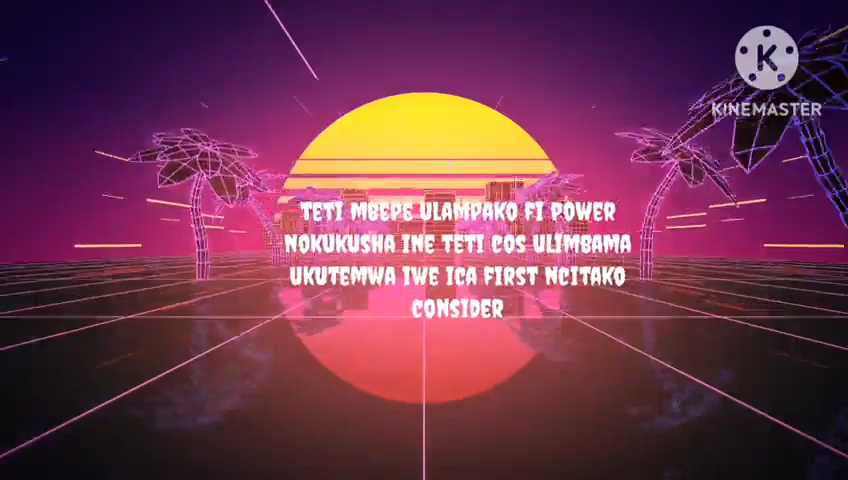 KINEMASTER
TETI MBEPE ULAMPAKO FI POWER
NOKUKUSHA INE TETI COS ULIMBAMA
UKUTEMWA IWE ICA FIRST NCITAKO
CONSIDER